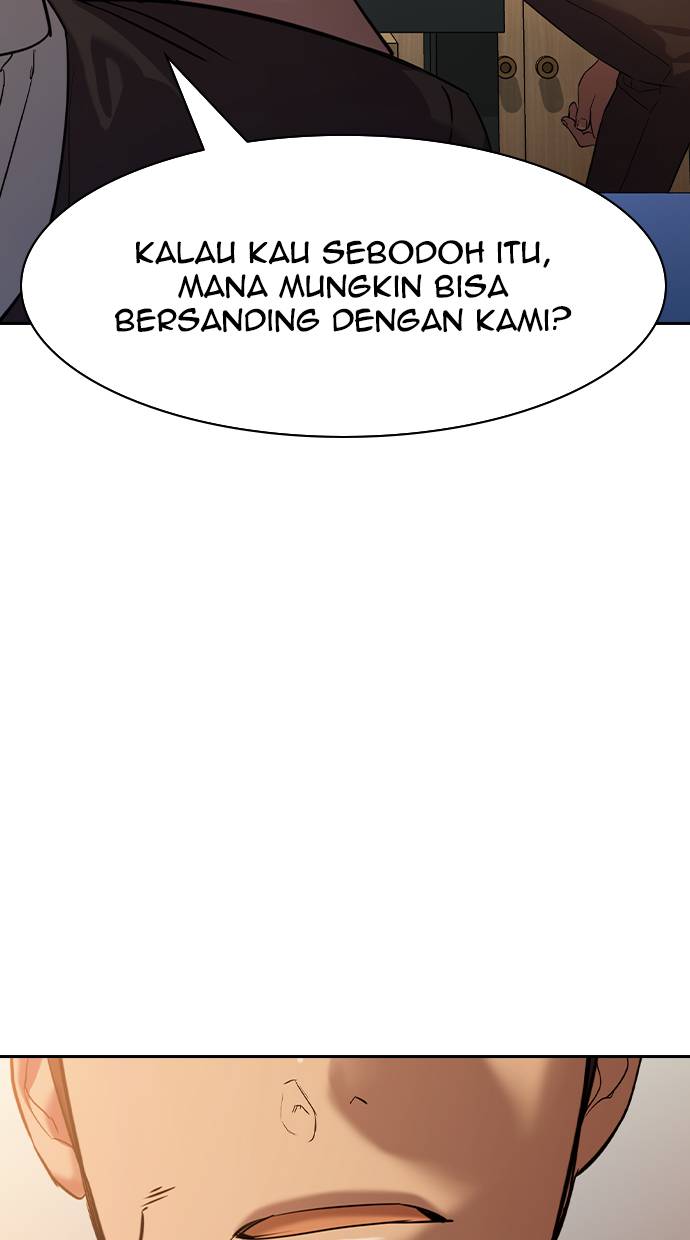 KALAU KAU SEBODOH ITU,
MANA MUNGKIN BISA
BERSANDING DENGAN KAMI?